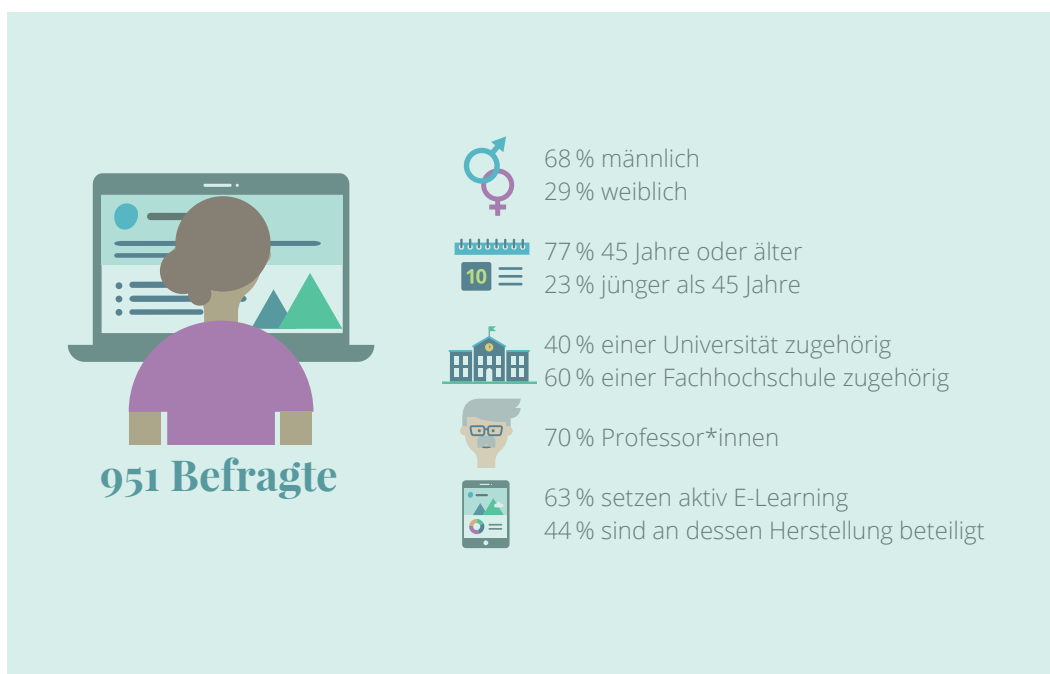 68 % männlich
29 % weiblich
77 % 45 Jahre oder älter
10
23 % jünger als 45 Jahre
40 % einer Universität zugehörig
60 % einer Fachhochschule zugehörig
70 % Professor*innen
951 Befragte
63 % setzen aktiv E-Learning
44 % sind an dessen Herstellung beteiligt